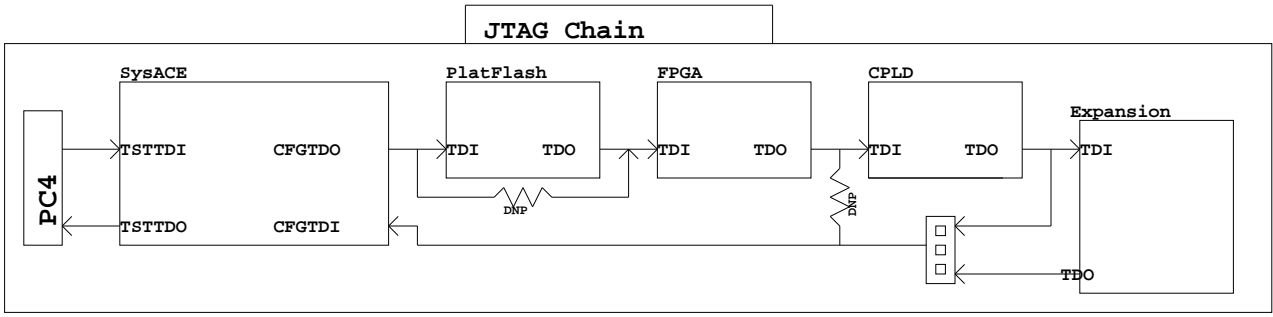 JTAG Chain
SysACE
PlatFlash
FPGA
CPLD
Expansion
PC4
TSTTDI
CFGTDO
TDI
TDO
TDI
TDO
TDI
TDO
TDI
DNP
DNP
TSTTDO
CFGTDI
TDO